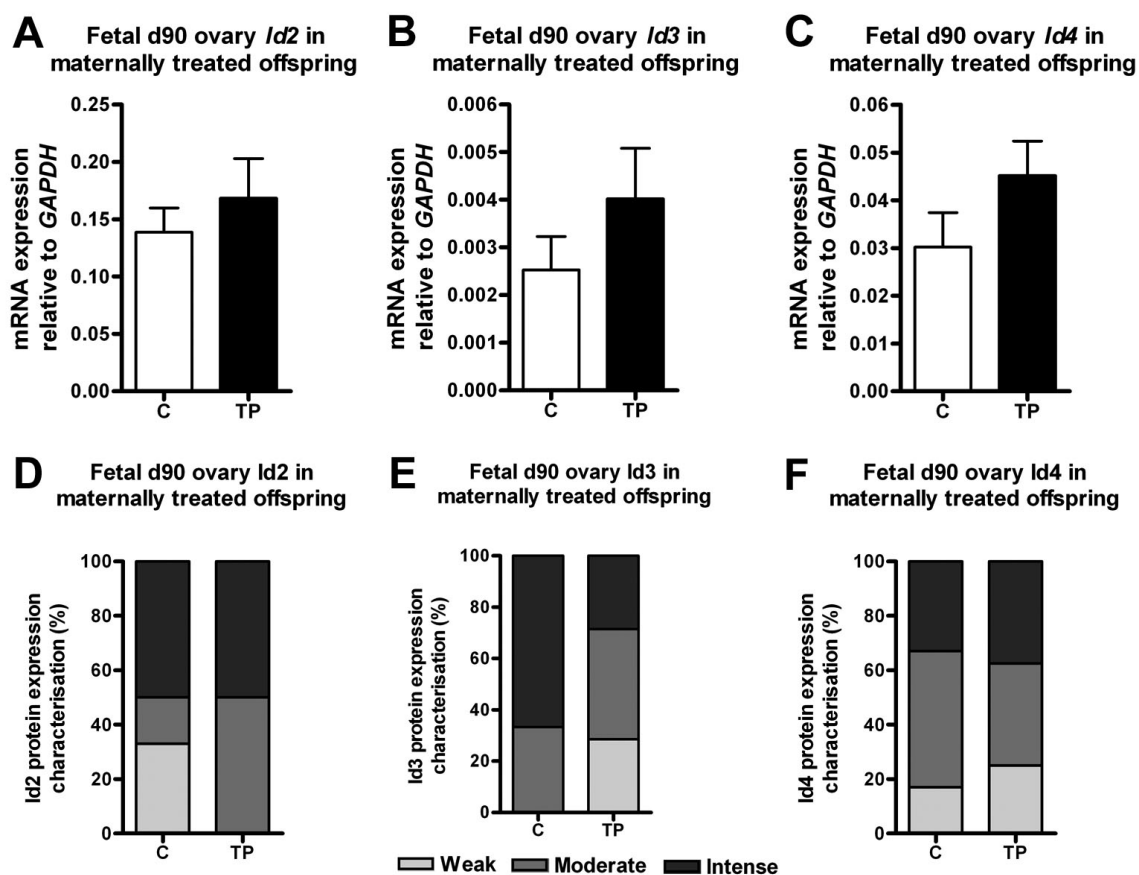 A
Fetal d90 ovary Id2 in
maternally treated offspring
mRNA expression
relative to GAPDH
0.25
0.20
0.15
0.10
0.05
0.00
C
TP
B
Fetal d90 ovary Id3 in
maternally treated offspring
mRNA expression
relative to GAPDH
0.006
0.005
0.004
0.003
0.002
0.001
0.000
C
TP
C
Fetal d90 ovary Id4 in
maternally treated offspring
mRNA expression
relative to GAPDH
0.06
0.05
0.04
0.03
0.02
0.01
0.00
C
TP
D
Fetal d90 ovary Id2 in
maternally treated offspring
Id2 protein expression
characterisation (%)
100
80
60
40
20
0
C
TP
E
Fetal d90 ovary Id3 in
maternally treated offspring
Id3 protein expression
characterisation (%)
100
80
60
40
20
0
C
TP
F
Fetal d90 ovary Id4 in
maternally treated offspring
Id4 protein expression
characterisation (%)
100
80
60
40
20
0
C
TP
Weak Moderate Intense